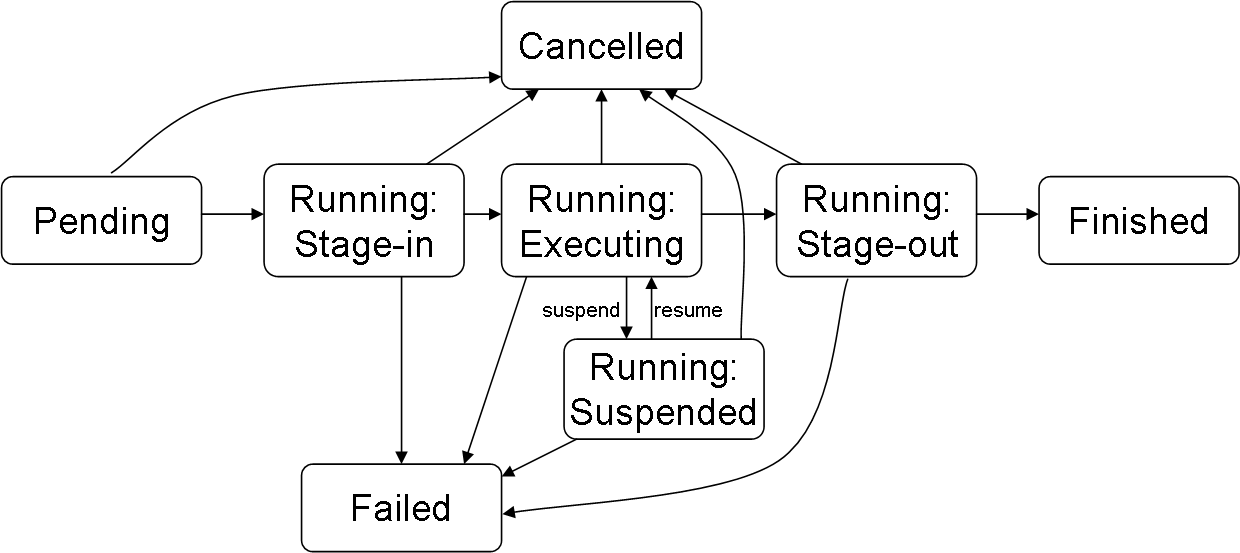 Cancelled
Pending
Running:
Stage-in
Running:
Executing
Running:
Stage-out
Finished
suspend
resume
Running:
Suspended
Failed